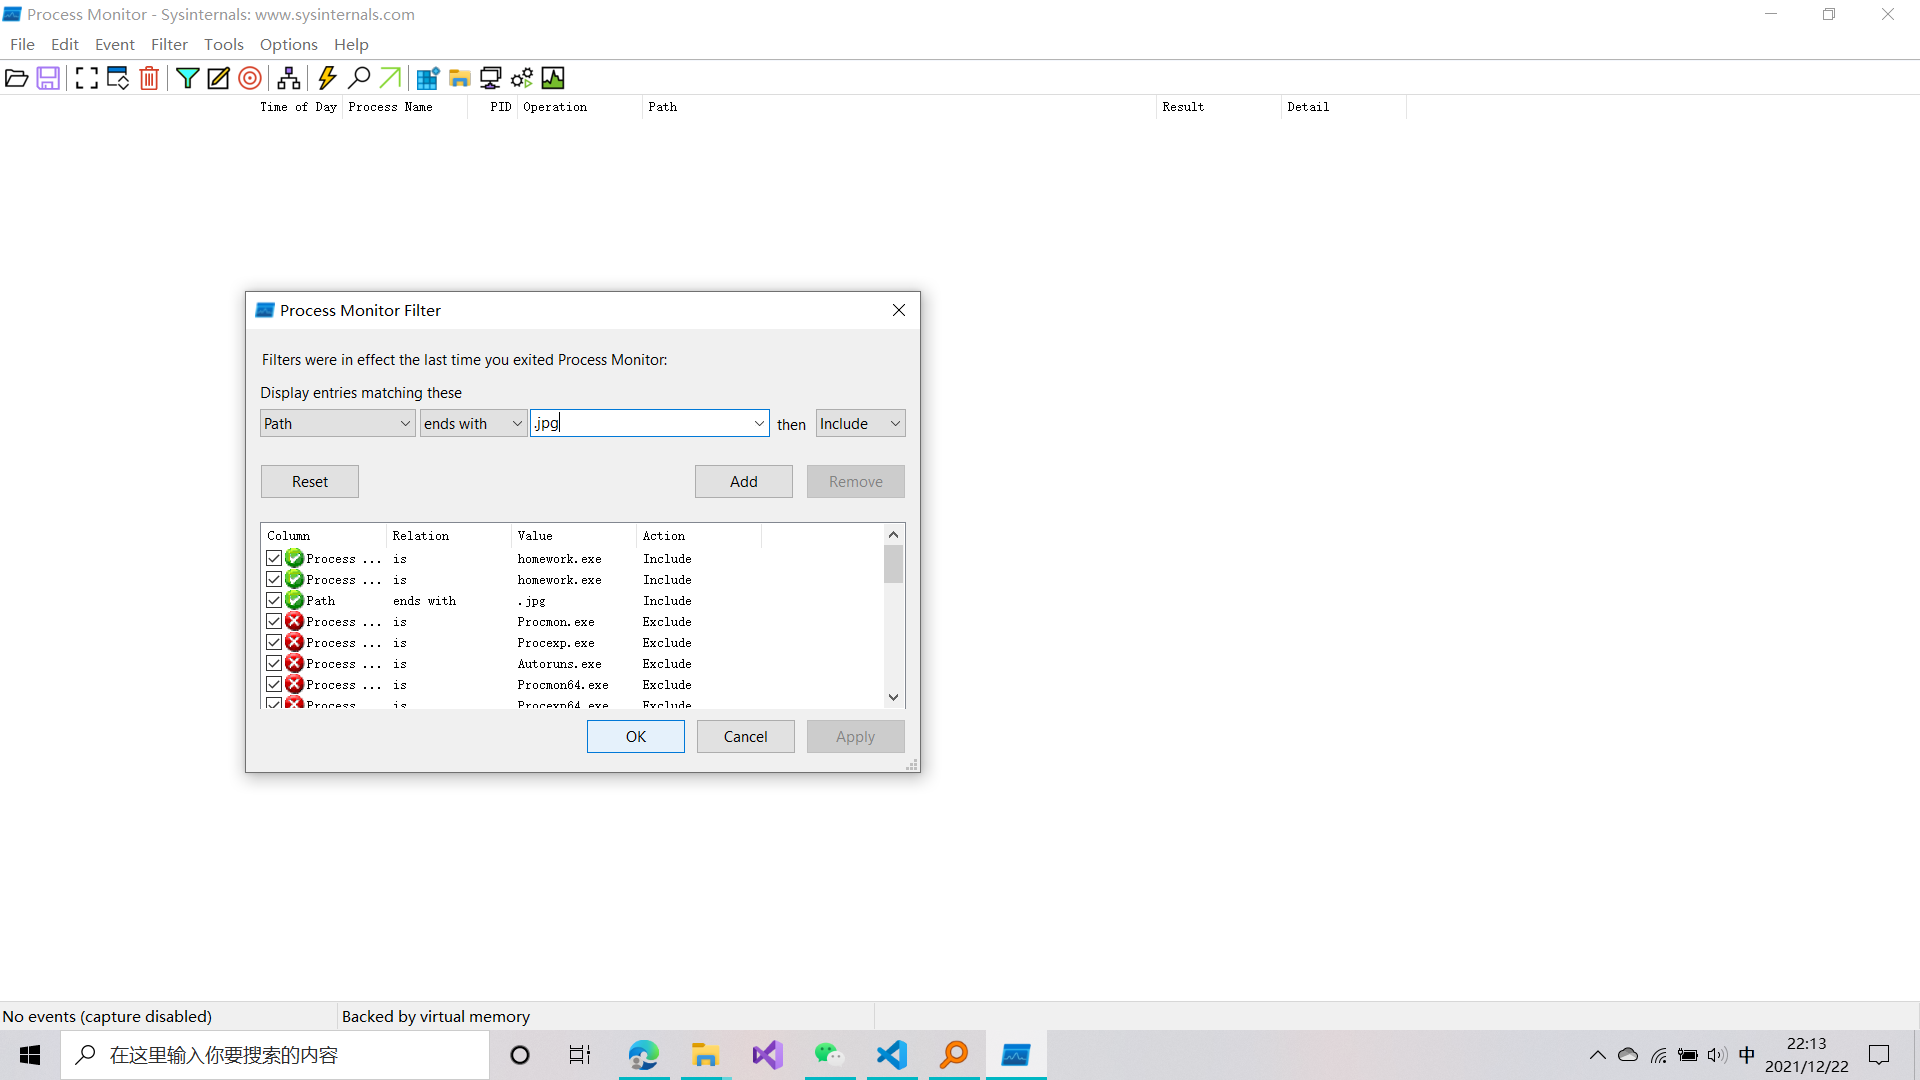 Process Monitor - Sysinternals: www.sysinternals.com
File Edit Event Filter Tools Options Help
Time of Day Process Name PID Operation Path Result Detail
Process Monitor Filter
Filters were in effect the last time you exited Process Monitor:
Display entries matching these
Path ends with .jpg then Include
Reset Add Remove
Column Relation Value Action
Process ... is homework.exe Include
Process ... is homework.exe Include
Path ends with .jpg Include
Process ... is Procmon.exe Exclude
Process ... is Procexp.exe Exclude
Process ... is Autoruns.exe Exclude
Process ... is Procmon64.exe Exclude
Process ... is Procexp64.exe Exclude
OK Cancel Apply
No events (capture disabled) Backed by virtual memory
在这里输入你要搜索的内容 中 22:13
2021/12/22